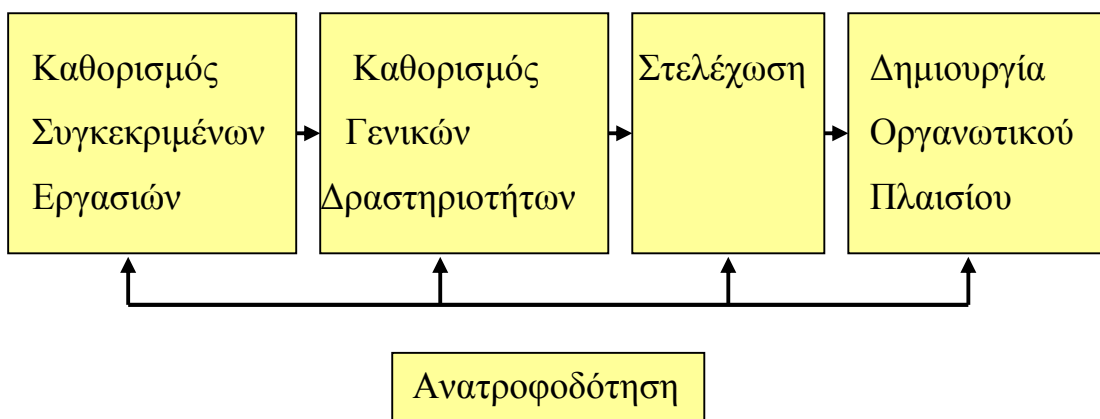 Καθορισμός
Συγκεκριμένων
Εργασιών
Καθορισμός
Γενικών
Δραστηριοτήτων
Στελέχωση
Δημιουργία
Οργανωτικού
Πλαισίου
Ανατροφοδότηση